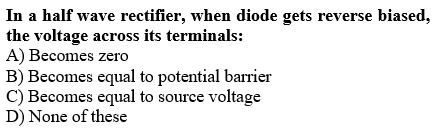 In a half wave rectifier, when diode gets reverse biased,
the voltage across its terminals:
A) Becomes zero
B) Becomes equal to potential barrier
C) Becomes equal to source voltage
D) None of these